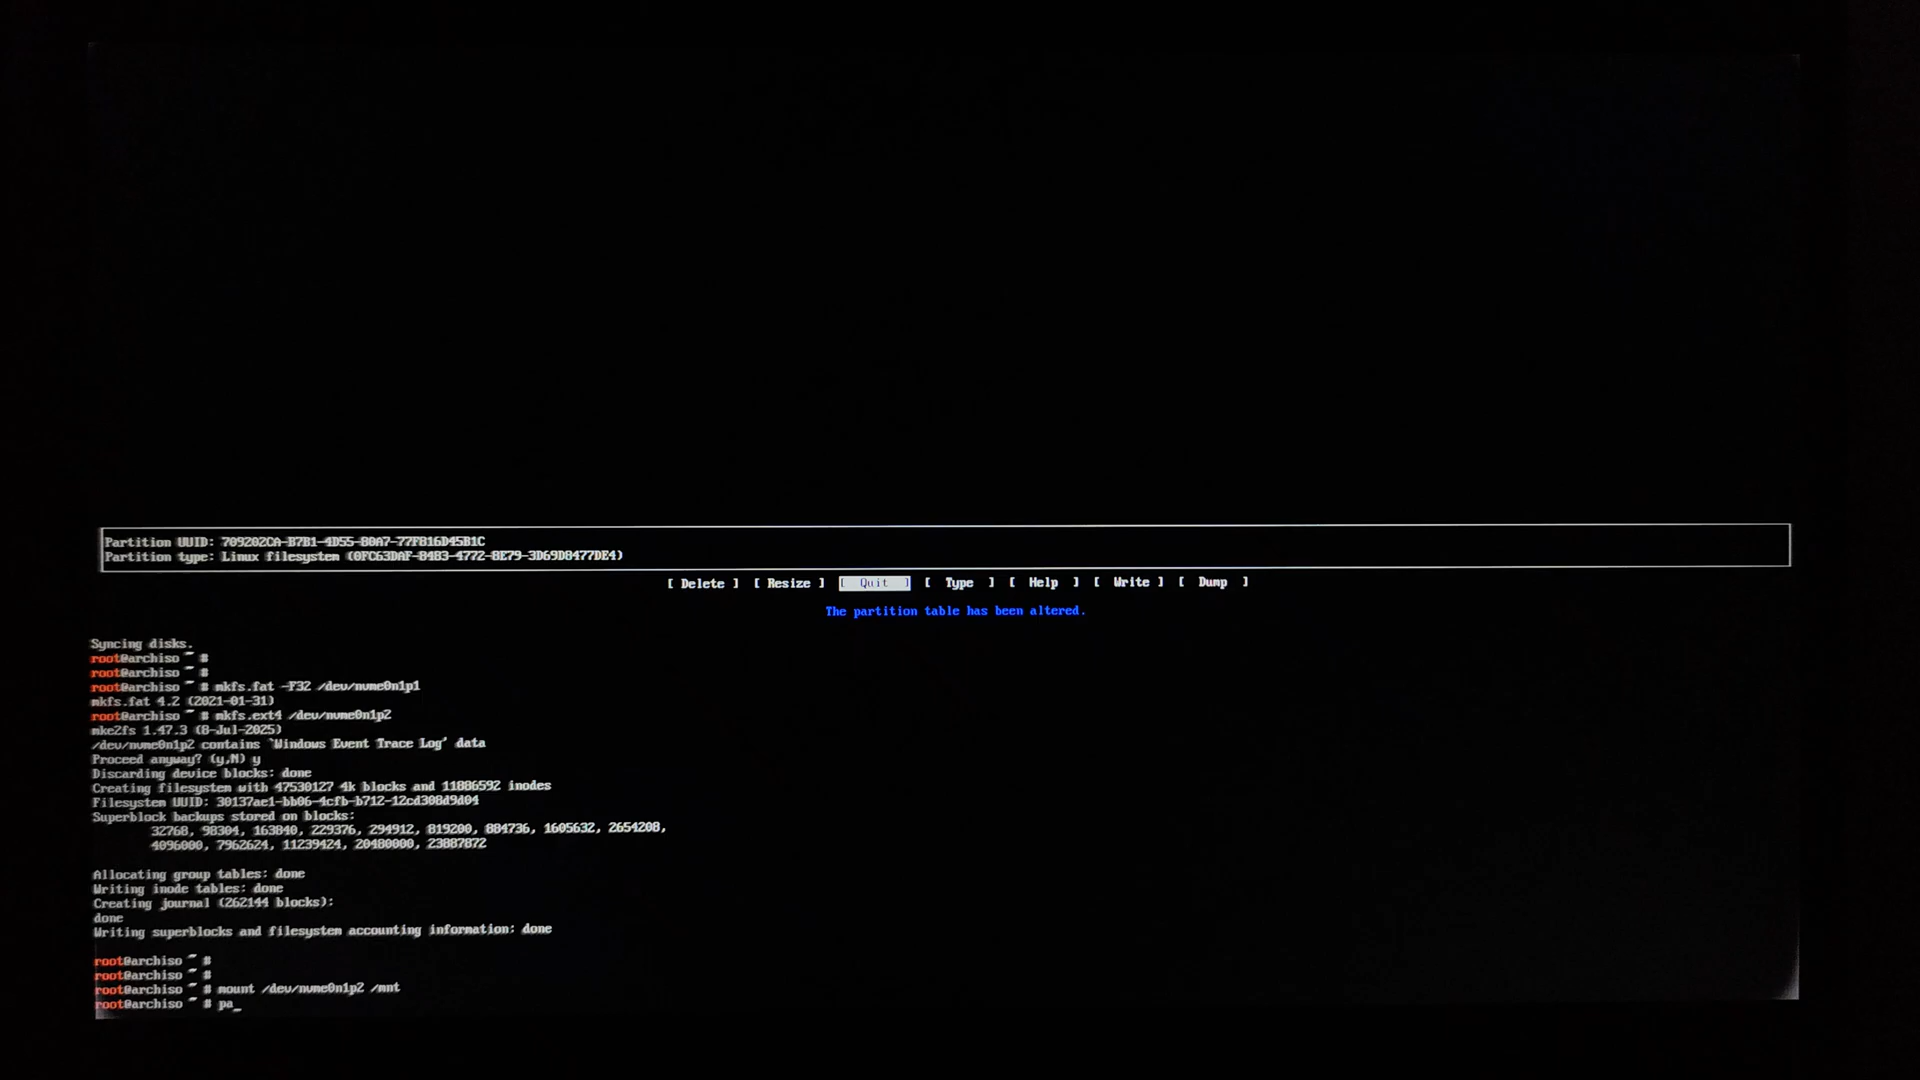 Partition UUID: 709202CA-B7B1-4D55-80A7-77F816D45B1C
Partition type: Linux filesystem (0FC63DAF-8483-4772-8E79-3D69D8477DE4)
[ Delete ] [ Resize ] [ Quit ] [ Type ] [ Help ] [ Write ] [ Dump ]
The partition table has been altered.
Syncing disks.
root@archiso ~ #
root@archiso ~ #
root@archiso ~ # mkfs.fat -F32 /dev/nvme0n1p1
mkfs.fat 4.2 (2021-01-31)
root@archiso ~ # mkfs.ext4 /dev/nvme0n1p2
mke2fs 1.47.3 (8-Jul-2025)
/dev/nvme0n1p2 contains `Windows Event Trace Log' data
Proceed anyway? (y,N) y
Discarding device blocks: done
Creating filesystem with 47530127 4k blocks and 11886592 inodes
Filesystem UUID: 30137ae1-bb06-4cfb-b712-12cd308d9d04
Superblock backups stored on blocks:
32768, 98304, 163840, 229376, 294912, 819200, 884736, 1605632, 2654208,
4096000, 7962624, 11239424, 20480000, 23887872
Allocating group tables: done
Writing inode tables: done
Creating journal (262144 blocks):
done
Writing superblocks and filesystem accounting information: done
root@archiso ~ #
root@archiso ~ #
root@archiso ~ # mount /dev/nvme0n1p2 /mnt
root@archiso ~ # pa_